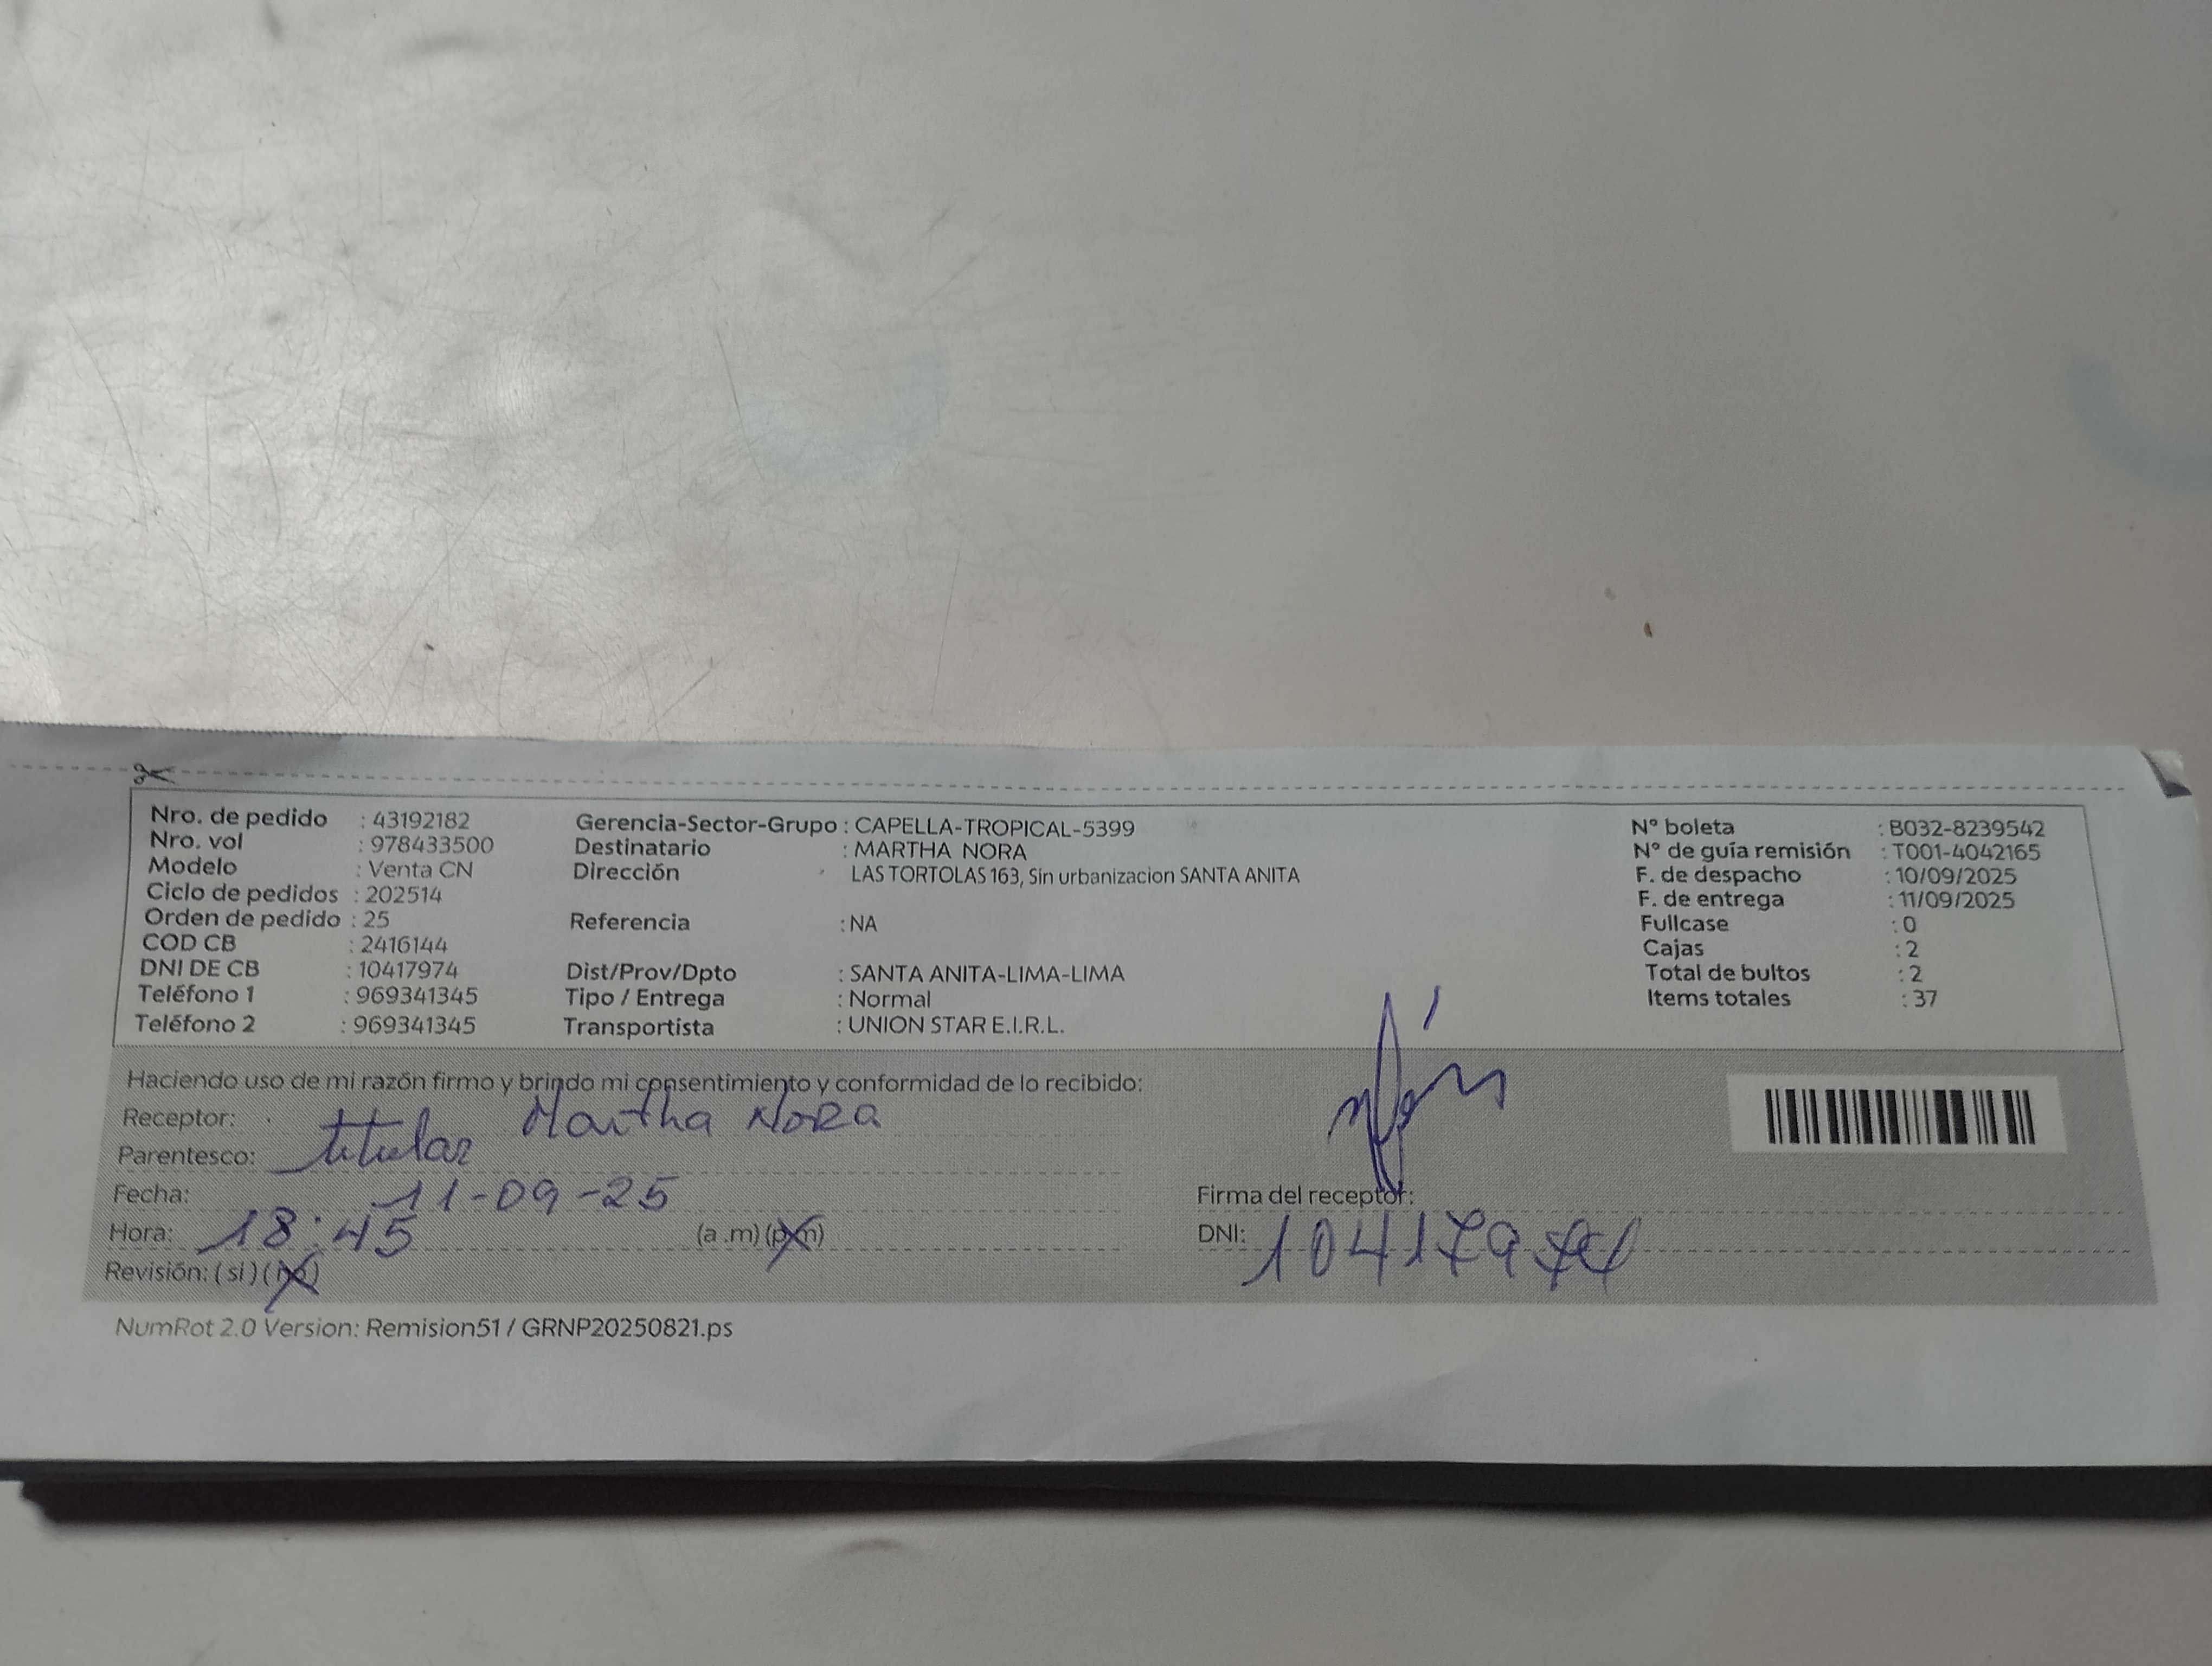 Nro. de pedido : 43192182 Gerencia-Sector-Grupo : CAPELLA-TROPICAL-5399 N° boleta : B032-8239542
Nro. vol : 978433500 Destinatario : MARTHA NORA N° de guía remisión : T001-4042165
Modelo : Venta CN Dirección LAS TORTOLAS 163, Sin urbanizacion SANTA ANITA F. de despacho : 10/09/2025
Ciclo de pedidos : 202514 F. de entrega : 11/09/2025
Orden de pedido : 25 Referencia : NA Fullcase : 0
COD CB : 2416144 Cajas : 2
DNI DE CB : 10417974 Dist/Prov/Dpto : SANTA ANITA-LIMA-LIMA Total de bultos : 2
Teléfono 1 : 969341345 Tipo / Entrega : Normal Items totales : 37
Teléfono 2 : 969341345 Transportista : UNION STAR E.I.R.L.
Haciendo uso de mi razón firmo y brindo mi consentimiento y conformidad de lo recibido:
Receptor: Martha NORA
Parentesco: titular
Fecha: 11-09-25 Firma del receptor:
Hora: 18:45 (a .m) (p.m) DNI: 10417974
Revisión: ( si ) ( no )
NumRot 2.0 Version: Remision51 / GRNP20250821.ps